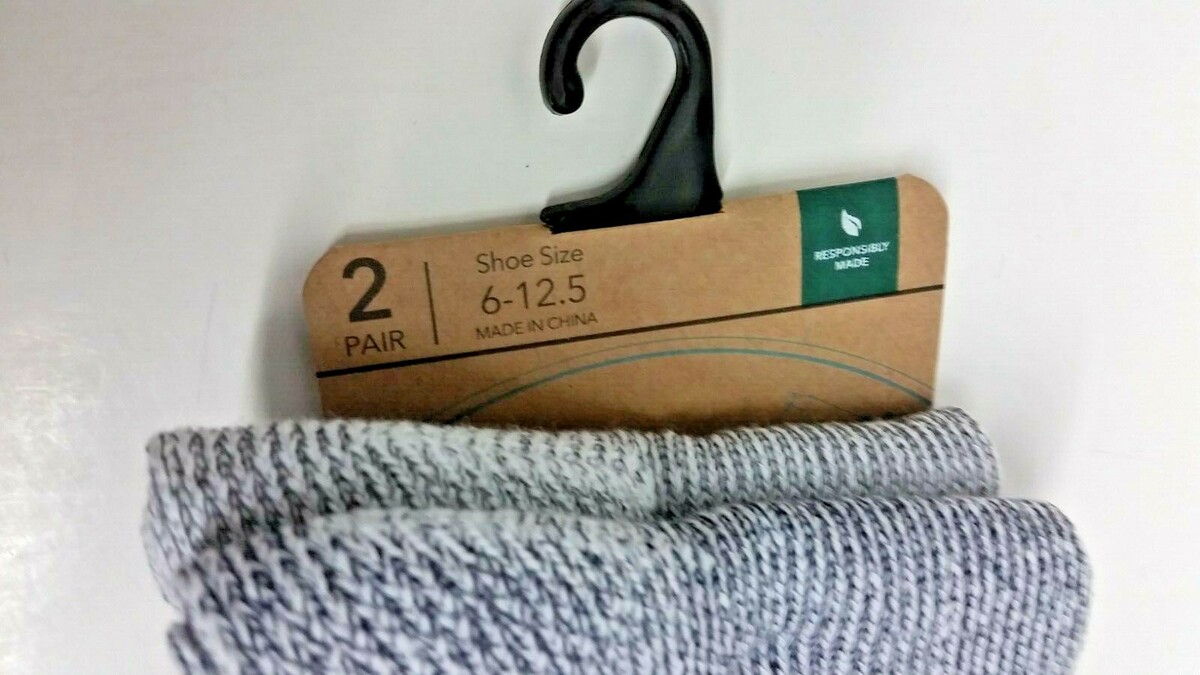 2
PAIR
Shoe Size
6-12.5
MADE IN CHINA
RESPONSIBLY
MADE